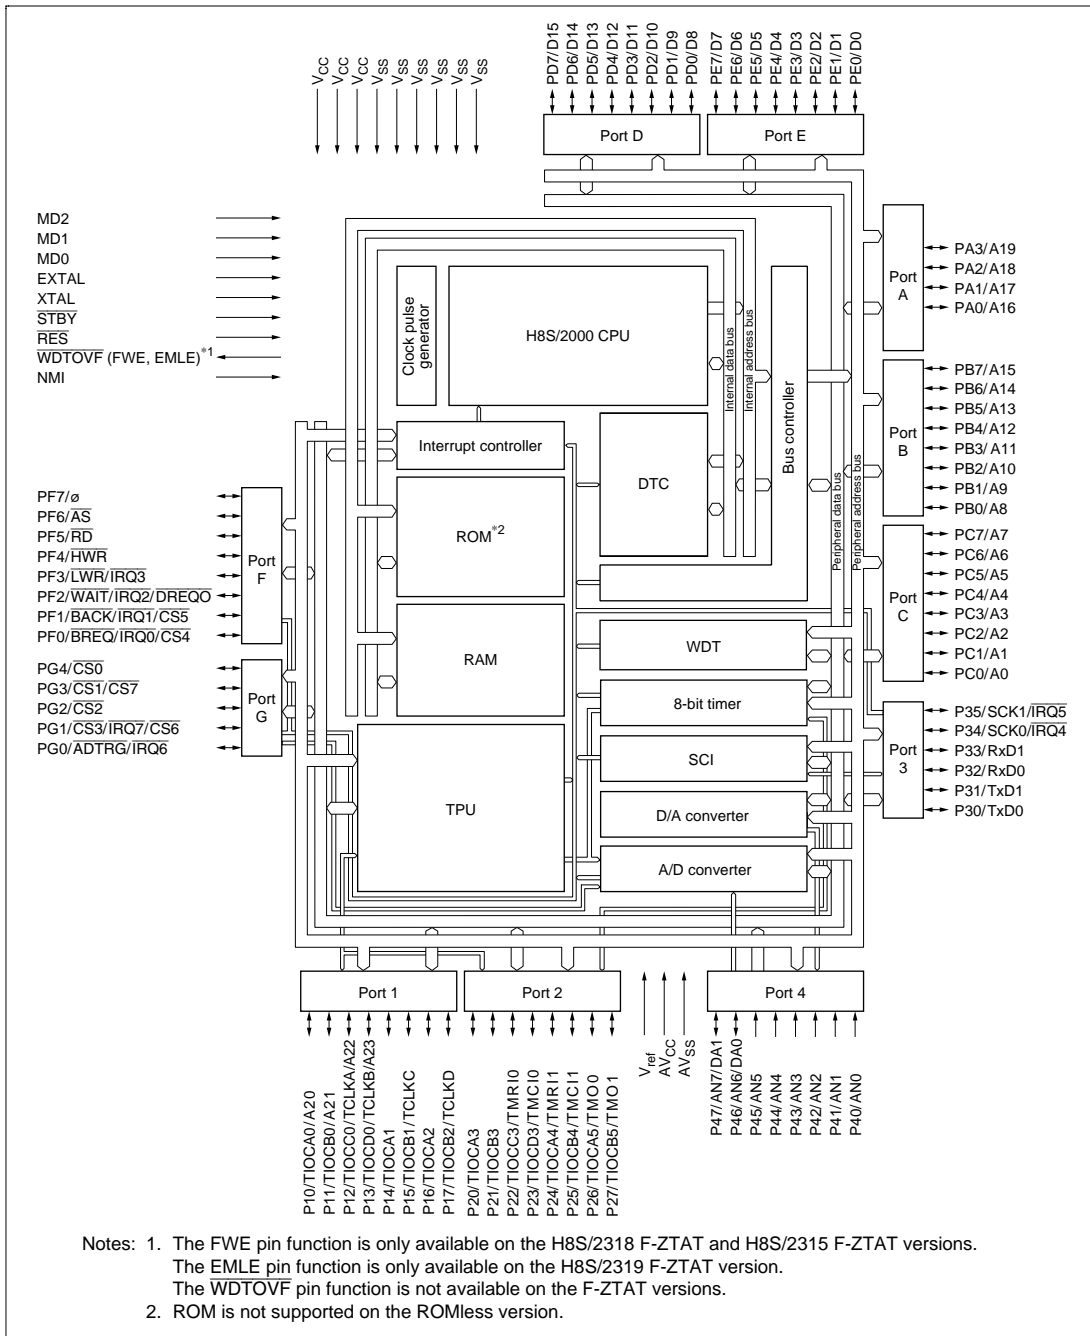 VCC
VCC
VCC
VSS
VSS
VSS
VSS
VSS
VSS
PD7/D15
PD6/D14
PD5/D13
PD4/D12
PD3/D11
PD2/D10
PD1/D9
PD0/D8
PE7/D7
PE6/D6
PE5/D5
PE4/D4
PE3/D3
PE2/D2
PE1/D1
PE0/D0
Port D
Port E
MD2
MD1
MD0
EXTAL
XTAL
STBY
RES
WDTOVF (FWE, EMLE)*1
NMI
Clock pulse
generator
H8S/2000 CPU
Internal data bus
Internal address bus
Bus controller
Peripheral data bus
Peripheral address bus
Port
A
PA3/A19
PA2/A18
PA1/A17
PA0/A16
Port
B
PB7/A15
PB6/A14
PB5/A13
PB4/A12
PB3/A11
PB2/A10
PB1/A9
PB0/A8
Interrupt controller
DTC
ROM*2
RAM
TPU
WDT
8-bit timer
SCI
D/A converter
A/D converter
PF7/ø
PF6/AS
PF5/RD
PF4/HWR
PF3/LWR/IRQ3
PF2/WAIT/IRQ2/DREQO
PF1/BACK/IRQ1/CS5
PF0/BREQ/IRQ0/CS4
Port
F
PG4/CS0
PG3/CS1/CS7
PG2/CS2
PG1/CS3/IRQ7/CS6
PG0/ADTRG/IRQ6
Port
G
Port
C
PC7/A7
PC6/A6
PC5/A5
PC4/A4
PC3/A3
PC2/A2
PC1/A1
PC0/A0
Port
3
P35/SCK1/IRQ5
P34/SCK0/IRQ4
P33/RxD1
P32/RxD0
P31/TxD1
P30/TxD0
Port 1
Port 2
Port 4
P10/TIOCA0/A20
P11/TIOCB0/A21
P12/TIOCC0/TCLKA/A22
P13/TIOCD0/TCLKB/A23
P14/TIOCA1
P15/TIOCB1/TCLKC
P16/TIOCA2
P17/TIOCB2/TCLKD
P20/TIOCA3
P21/TIOCB3
P22/TIOCC3/TMRI0
P23/TIOCD3/TMCI0
P24/TIOCA4/TMRI1
P25/TIOCB4/TMCI1
P26/TIOCA5/TMO0
P27/TIOCB5/TMO1
Vref
AVCC
AVSS
P47/AN7/DA1
P46/AN6/DA0
P45/AN5
P44/AN4
P43/AN3
P42/AN2
P41/AN1
P40/AN0
Notes: 1. The FWE pin function is only available on the H8S/2318 F-ZTAT and H8S/2315 F-ZTAT versions.
The EMLE pin function is only available on the H8S/2319 F-ZTAT version.
The WDTOVF pin function is not available on the F-ZTAT versions.
2. ROM is not supported on the ROMless version.